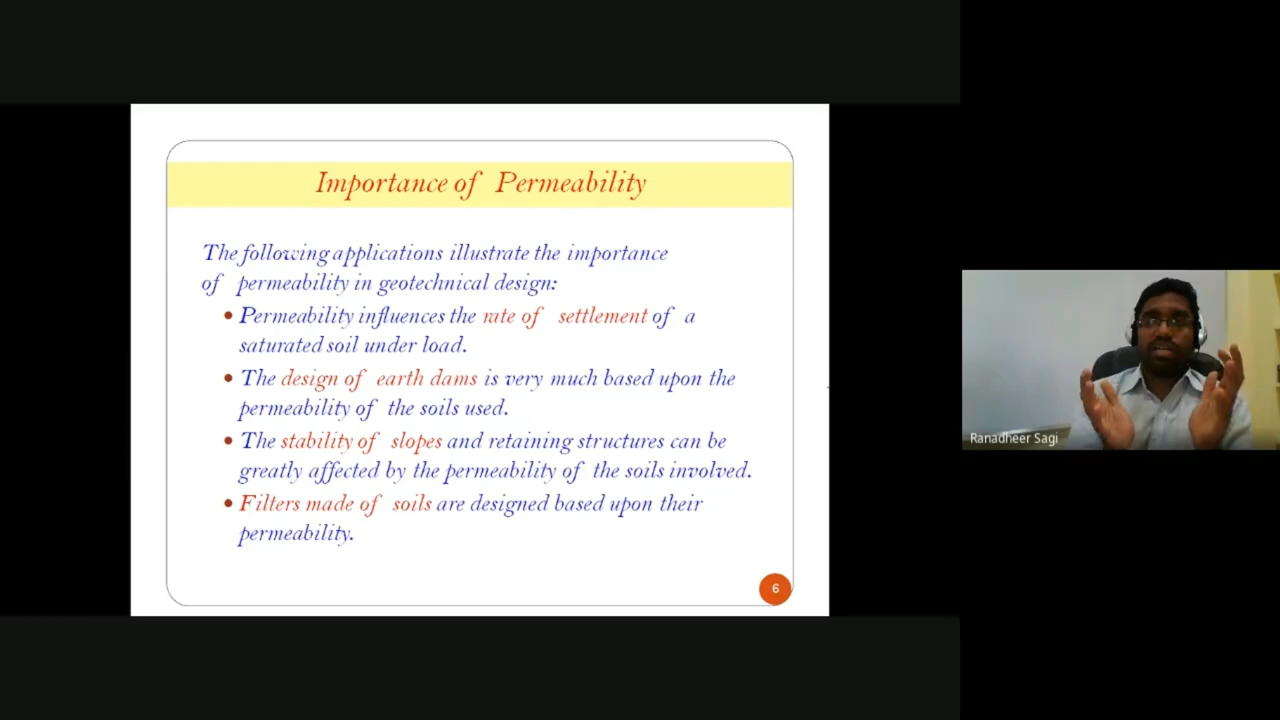 Importance of Permeability
The following applications illustrate the importance
of permeability in geotechnical design:
• Permeability influences the rate of settlement of a
saturated soil under load.
• The design of earth dams is very much based upon the
permeability of the soils used.
• The stability of slopes and retaining structures can be
greatly affected by the permeability of the soils involved.
• Filters made of soils are designed based upon their
permeability.
6
Ranadheer Sagi